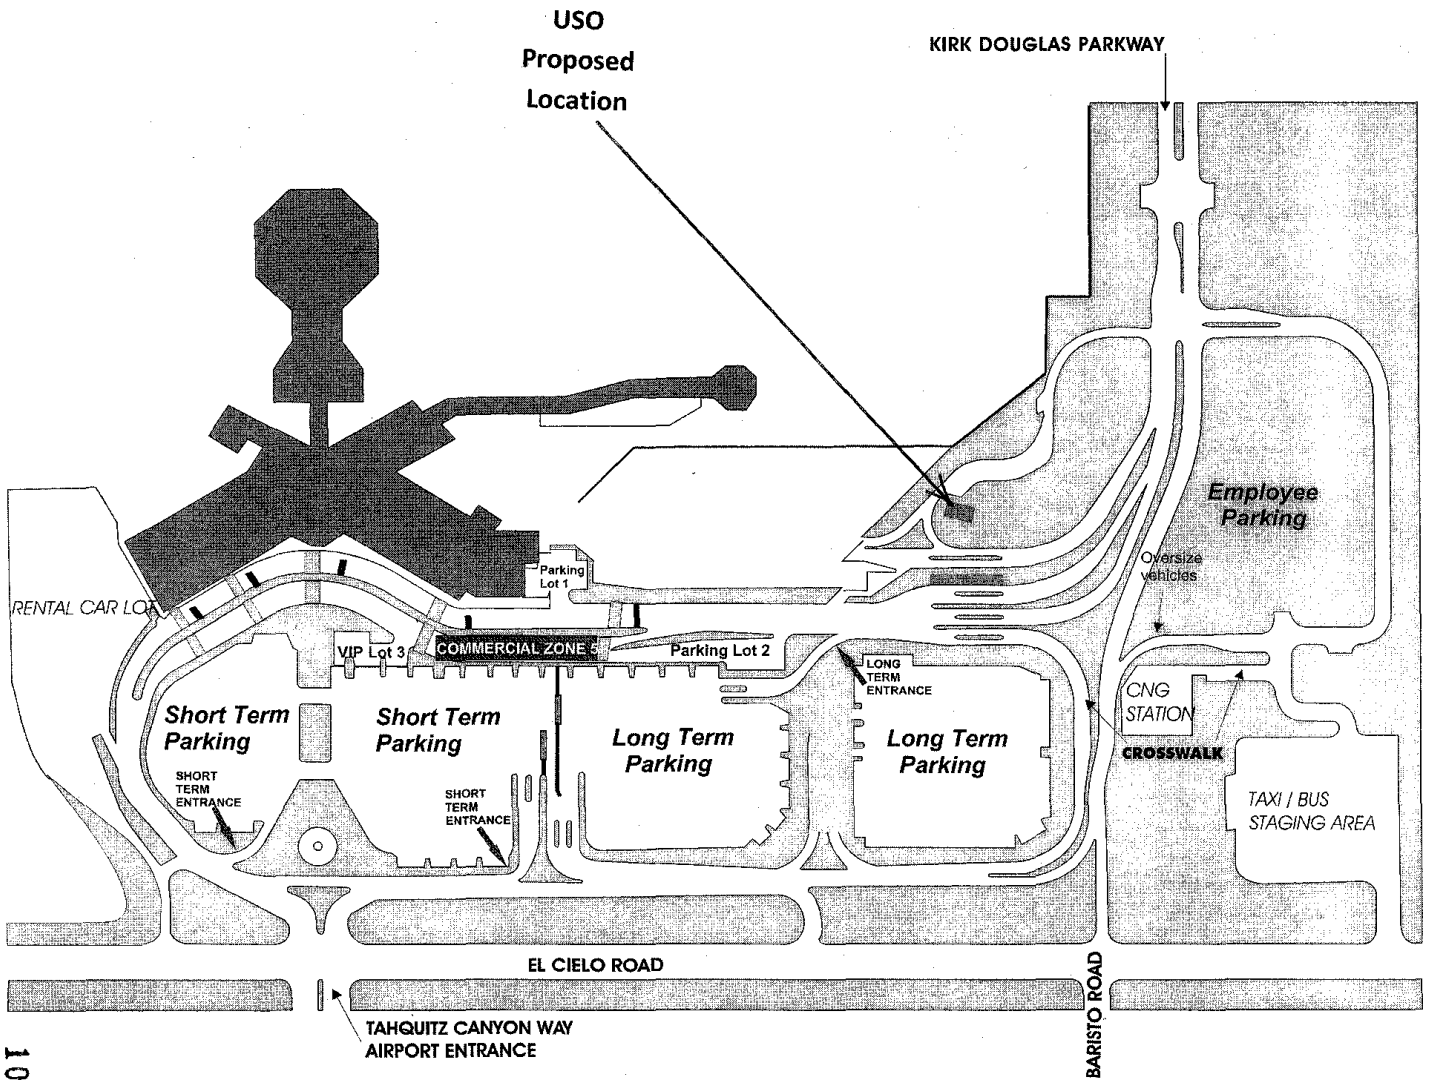 USO
Proposed
Location
KIRK DOUGLAS PARKWAY
Employee
Parking
Oversize
vehicles
Parking
Lot 1
RENTAL CAR LOT
VIP Lot 3
COMMERCIAL ZONE 5
Parking Lot 2
LONG
TERM
ENTRANCE
CNG
STATION
Short Term
Parking
Short Term
Parking
Long Term
Parking
Long Term
Parking
CROSSWALK
SHORT
TERM
ENTRANCE
SHORT
TERM
ENTRANCE
TAXI / BUS
STAGING AREA
EL CIELO ROAD
BARISTO ROAD
TAHQUITZ CANYON WAY
AIRPORT ENTRANCE
10